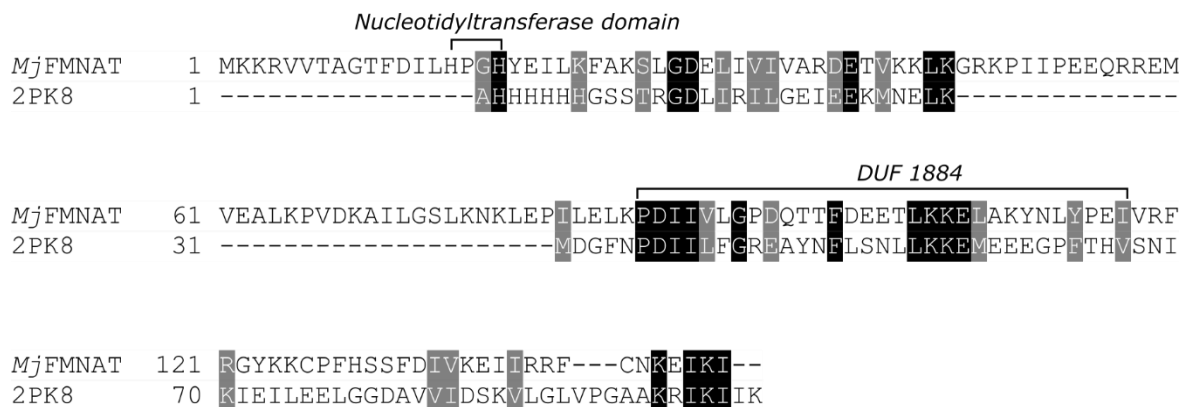 Nucleotidyltransferase domain
MjFMNAT 1 MKKRVVTAGTFDILHPGHYEILKFAKSLGDELIVIVARDETVKKLKGRKPIIPEEQRREM
2PK8 1 ----------------AHHHHHHGSSTRGDLIRILGEIEEKMNELK--------------
DUF 1884
MjFMNAT 61 VEALKPVDKAILGSLKNKLEPILELKPDIIVLGPDQTTFDEETLKKELAKYNLYPEIVRF
2PK8 31 ---------------------MDGFNPDIILFGREAYNFLSNLLKKEMEEEGPFTHVSNI
MjFMNAT 121 RGYKKCPFHSSFDIVKEIIRRF---CNKEIKI--
2PK8 70 KIEILEELGGDAVVIDSKVLGLVPGAAKRIKIIK